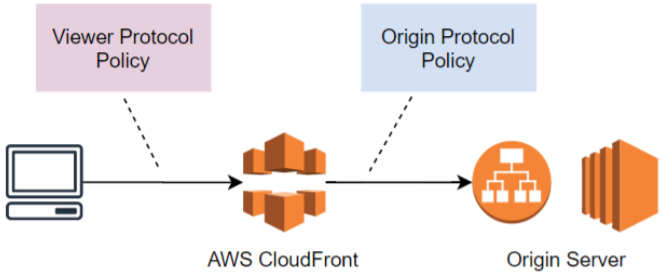 Viewer Protocol
Policy
Origin Protocol
Policy
AWS CloudFront
Origin Server